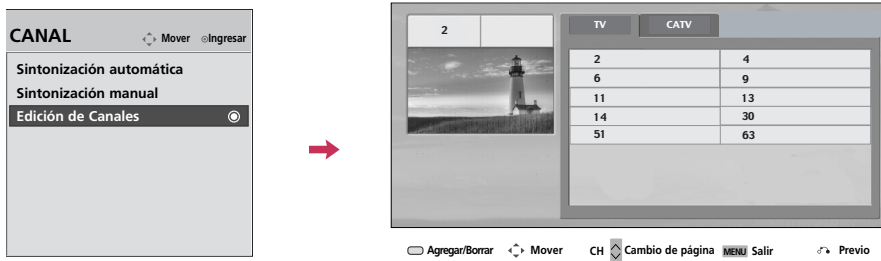 CANAL Mover Ingresar
Sintonización automática
Sintonización manual
Edición de Canales
2
TV CATV
2 4
6 9
11 13
14 30
51 63
Agregar/Borrar Mover CH Cambio de página MENU Salir Previo